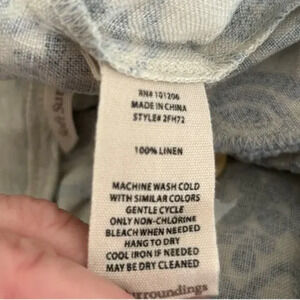 RN# 101206
MADE IN CHINA
STYLE# 2FH72
100% LINEN
MACHINE WASH COLD
WITH SIMILAR COLORS
GENTLE CYCLE
ONLY NON-CHLORINE
BLEACH WHEN NEEDED
HANG TO DRY
COOL IRON IF NEEDED
MAY BE DRY CLEANED
urroundings